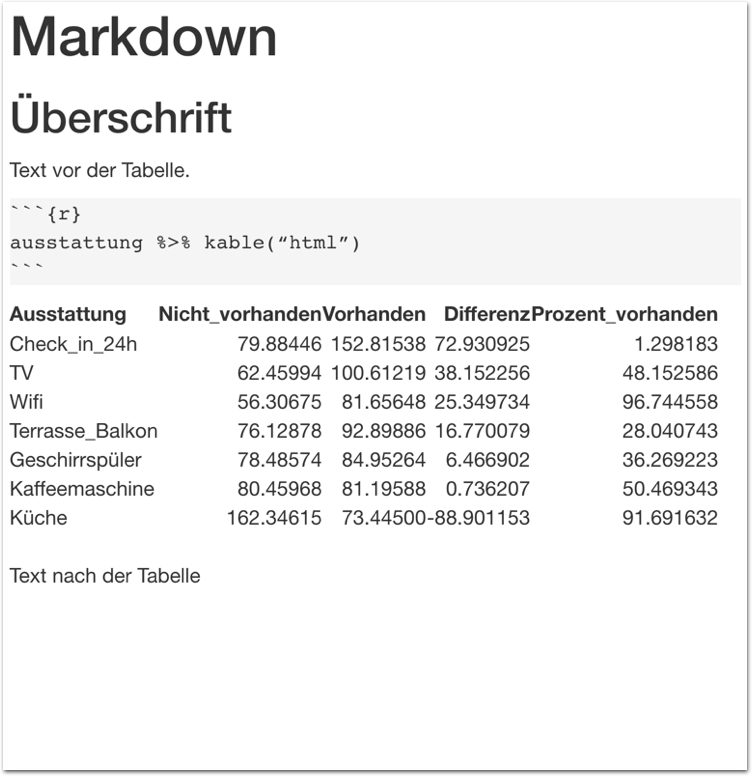 Markdown
Überschrift
Text vor der Tabelle.
```{r}
ausstattung %>% kable(“html”)
```
Ausstattung Nicht_vorhanden Vorhanden Differenz Prozent_vorhanden
Check_in_24h 79.88446 152.81538 72.930925 1.298183
TV 62.45994 100.61219 38.152256 48.152586
Wifi 56.30675 81.65648 25.349734 96.744558
Terrasse_Balkon 76.12878 92.89886 16.770079 28.040743
Geschirrspüler 78.48574 84.95264 6.466902 36.269223
Kaffeemaschine 80.45968 81.19588 0.736207 50.469343
Küche 162.34615 73.44500 -88.901153 91.691632
Text nach der Tabelle